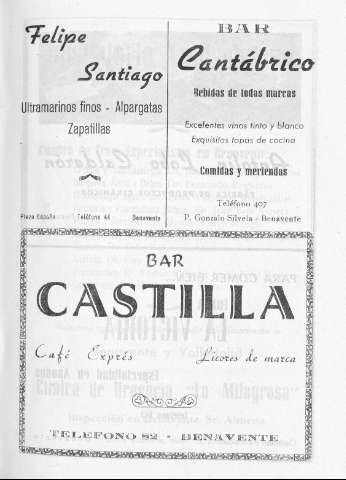 Felipe
Santiago
Ultramarinos finos - Alpargatas
Zapatillas
Plaza España Teléfono 44 Benavente
BAR
Cantábrico
Bebidas de todas marcas
Excelentes vinos tinto y blanco
Exquisitas tapas de cocina
Comidas y meriendas
Teléfono 407
P. Gonzalo Silvela - Benavente
BAR
CASTILLA
Café Exprés Licores de marca
TELEFONO 82 - BENAVENTE